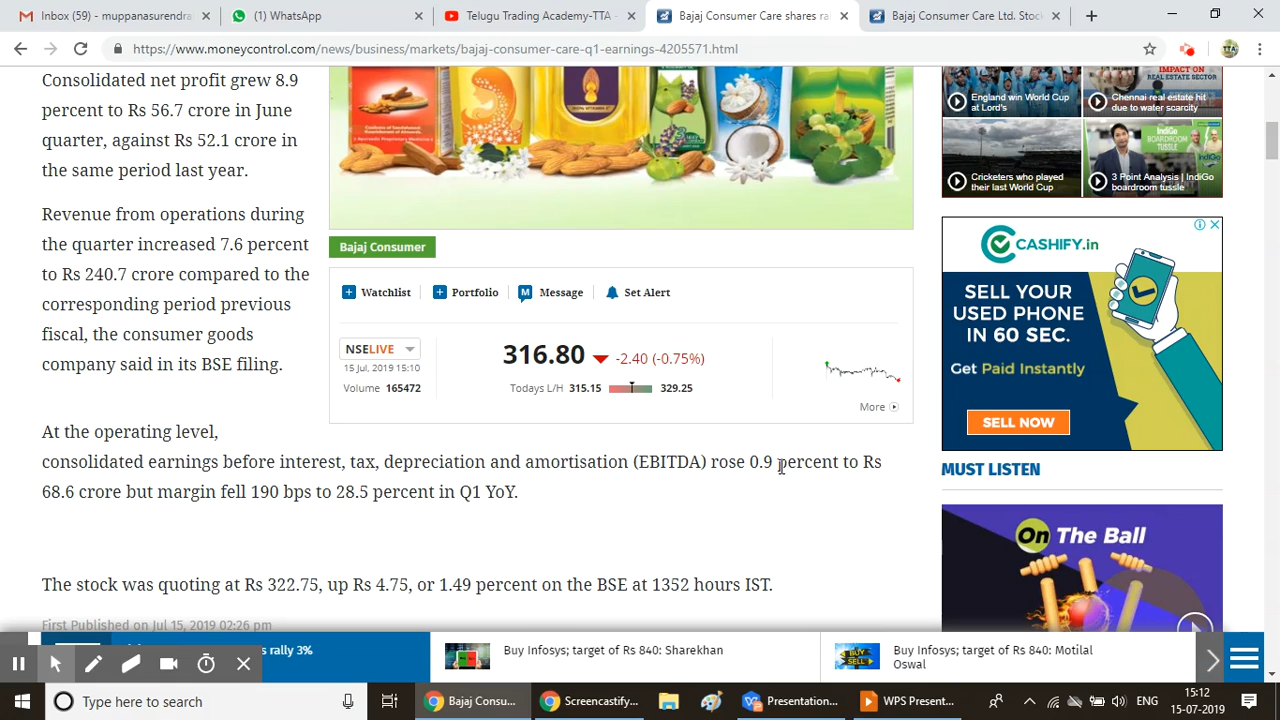 Inbox (59) - muppanasurendra
(1) WhatsApp
Telugu Trading Academy-TTA -
Bajaj Consumer Care shares ra
Bajaj Consumer Care Ltd. Stoc
https://www.moneycontrol.com/news/business/markets/bajaj-consumer-care-q1-earnings-4205571.html
Consolidated net profit grew 8.9
percent to Rs 56.7 crore in June
quarter, against Rs 52.1 crore in
the same period last year.
Revenue from operations during
the quarter increased 7.6 percent
to Rs 240.7 crore compared to the
corresponding period previous
fiscal, the consumer goods
company said in its BSE filing.
Bajaj Consumer
Watchlist
Portfolio
Message
Set Alert
NSELIVE
15 Jul, 2019 15:10
Volume 165472
316.80 -2.40 (-0.75%)
Todays L/H 315.15 329.25
More
At the operating level,
consolidated earnings before interest, tax, depreciation and amortisation (EBITDA) rose 0.9 percent to Rs
68.6 crore but margin fell 190 bps to 28.5 percent in Q1 YoY.
The stock was quoting at Rs 322.75, up Rs 4.75, or 1.49 percent on the BSE at 1352 hours IST.
First Published on Jul 15, 2019 02:26 pm
England win World Cup
at Lord's
IMPACT ON
REAL ESTATE SECTOR
Chennai real estate hit
due to water scarcity
Cricketers who played
their last World Cup
IndiGo
BOARDROOM
TUSSLE
3 Point Analysis | IndiGo
boardroom tussle
CASHIFY.in
SELL YOUR
USED PHONE
IN 60 SEC.
Get Paid Instantly
SELL NOW
MUST LISTEN
On The Ball
s rally 3%
Buy Infosys; target of Rs 840: Sharekhan
Buy Infosys; target of Rs 840: Motilal
Oswal
Type here to search
Bajaj Consu...
Screencastify...
Presentation...
WPS Present...
ENG
15:12
15-07-2019